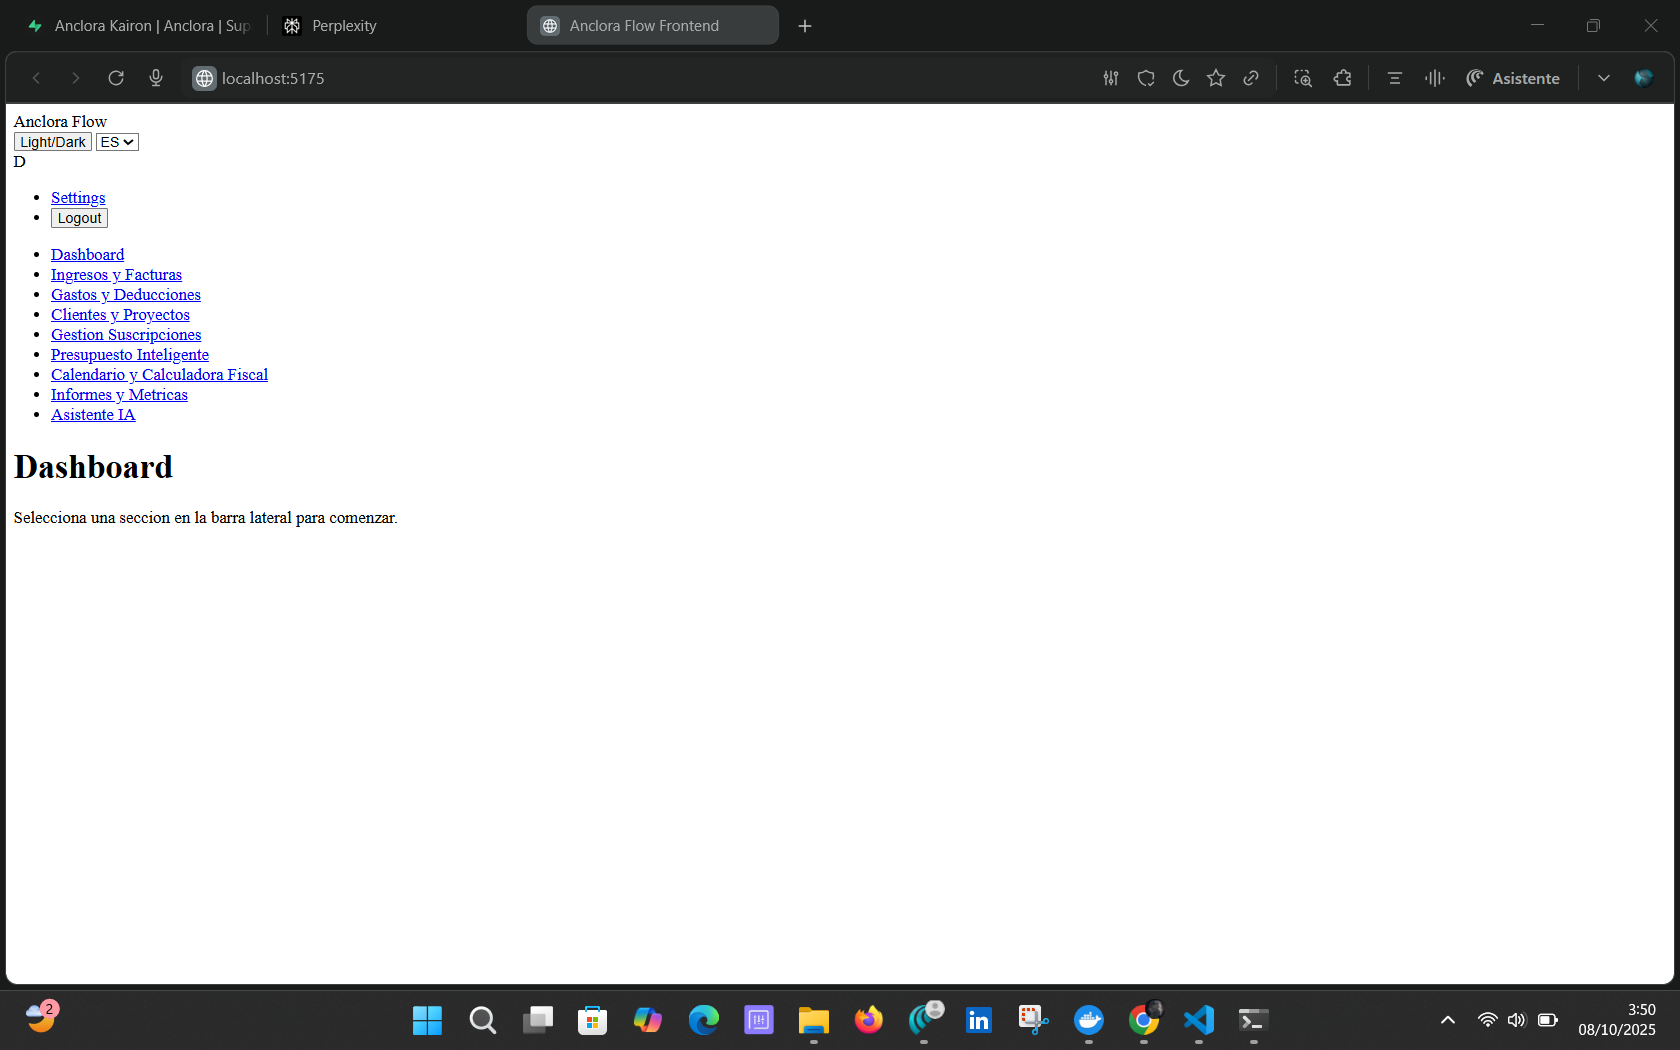 Anclora Kairon | Anclora | Sup
Perplexity
Anclora Flow Frontend
localhost:5175
Asistente
Anclora Flow
Light/Dark ES
D
Settings
Logout
Dashboard
Ingresos y Facturas
Gastos y Deducciones
Clientes y Proyectos
Gestion Suscripciones
Presupuesto Inteligente
Calendario y Calculadora Fiscal
Informes y Metricas
Asistente IA
Dashboard
Selecciona una seccion en la barra lateral para comenzar.
2
in
3:50
08/10/2025